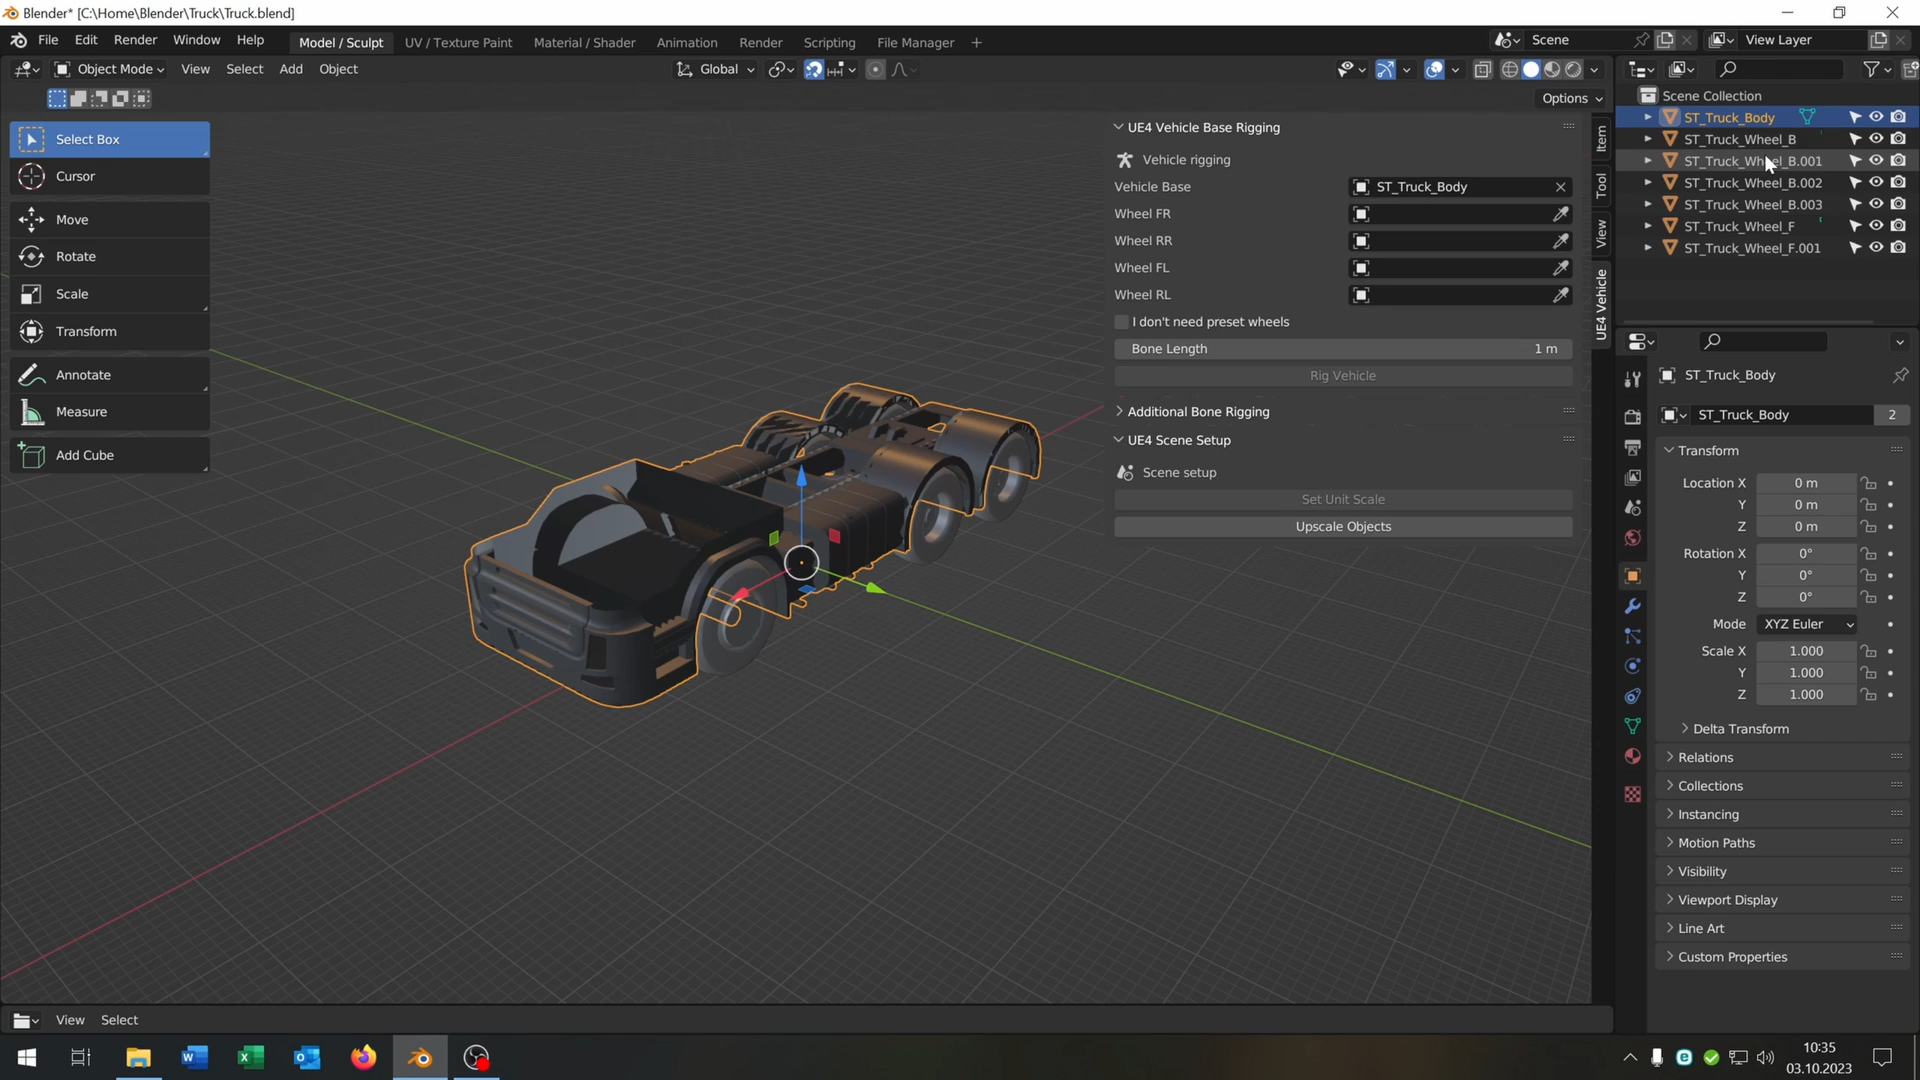 Blender* [C:\Home\Blender\Truck\Truck.blend]
File Edit Render Window Help Model / Sculpt UV / Texture Paint Material / Shader Animation Render Scripting File Manager + Scene View Layer
Object Mode View Select Add Object Global
Options
Select Box
Cursor
Move
Rotate
Scale
Transform
Annotate
Measure
Add Cube
UE4 Vehicle Base Rigging
Vehicle rigging
Vehicle Base ST_Truck_Body
Wheel FR
Wheel RR
Wheel FL
Wheel RL
I don't need preset wheels
Bone Length 1 m
Rig Vehicle
Additional Bone Rigging
UE4 Scene Setup
Scene setup
Set Unit Scale
Upscale Objects
Item
Tool
View
UE4 Vehicle
Scene Collection
ST_Truck_Body
ST_Truck_Wheel_B
ST_Truck_Wheel_B.001
ST_Truck_Wheel_B.002
ST_Truck_Wheel_B.003
ST_Truck_Wheel_F
ST_Truck_Wheel_F.001
ST_Truck_Body
ST_Truck_Body 2
Transform
Location X 0 m
Y 0 m
Z 0 m
Rotation X 0°
Y 0°
Z 0°
Mode XYZ Euler
Scale X 1.000
Y 1.000
Z 1.000
Delta Transform
Relations
Collections
Instancing
Motion Paths
Visibility
Viewport Display
Line Art
Custom Properties
View Select
10:35
03.10.2023